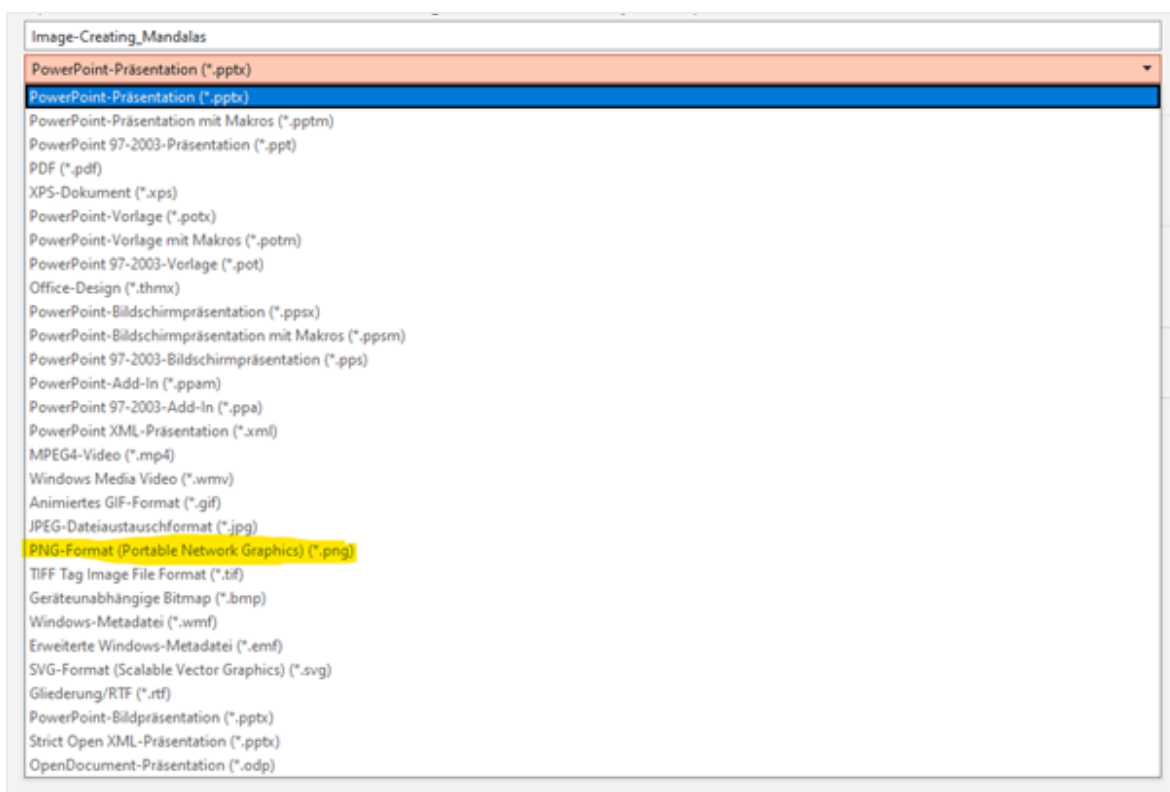 Image-Creating_Mandalas
PowerPoint-Präsentation (*.pptx)
PowerPoint-Präsentation (*.pptx)
PowerPoint-Präsentation mit Makros (*.pptm)
PowerPoint 97-2003-Präsentation (*.ppt)
PDF (*.pdf)
XPS-Dokument (*.xps)
PowerPoint-Vorlage (*.potx)
PowerPoint-Vorlage mit Makros (*.potm)
PowerPoint 97-2003-Vorlage (*.pot)
Office-Design (*.thmx)
PowerPoint-Bildschirmpräsentation (*.ppsx)
PowerPoint-Bildschirmpräsentation mit Makros (*.ppsm)
PowerPoint 97-2003-Bildschirmpräsentation (*.pps)
PowerPoint-Add-In (*.ppam)
PowerPoint 97-2003-Add-In (*.ppa)
PowerPoint XML-Präsentation (*.xml)
MPEG4-Video (*.mp4)
Windows Media Video (*.wmv)
Animiertes GIF-Format (*.gif)
JPEG-Dateiaustauschformat (*.jpg)
PNG-Format (Portable Network Graphics) (*.png)
TIFF Tag Image File Format (*.tif)
Geräteunabhängige Bitmap (*.bmp)
Windows-Metadatei (*.wmf)
Erweiterte Windows-Metadatei (*.emf)
SVG-Format (Scalable Vector Graphics) (*.svg)
Gliederung/RTF (*.rtf)
PowerPoint-Bildpräsentation (*.pptx)
Strict Open XML-Präsentation (*.pptx)
OpenDocument-Präsentation (*.odp)